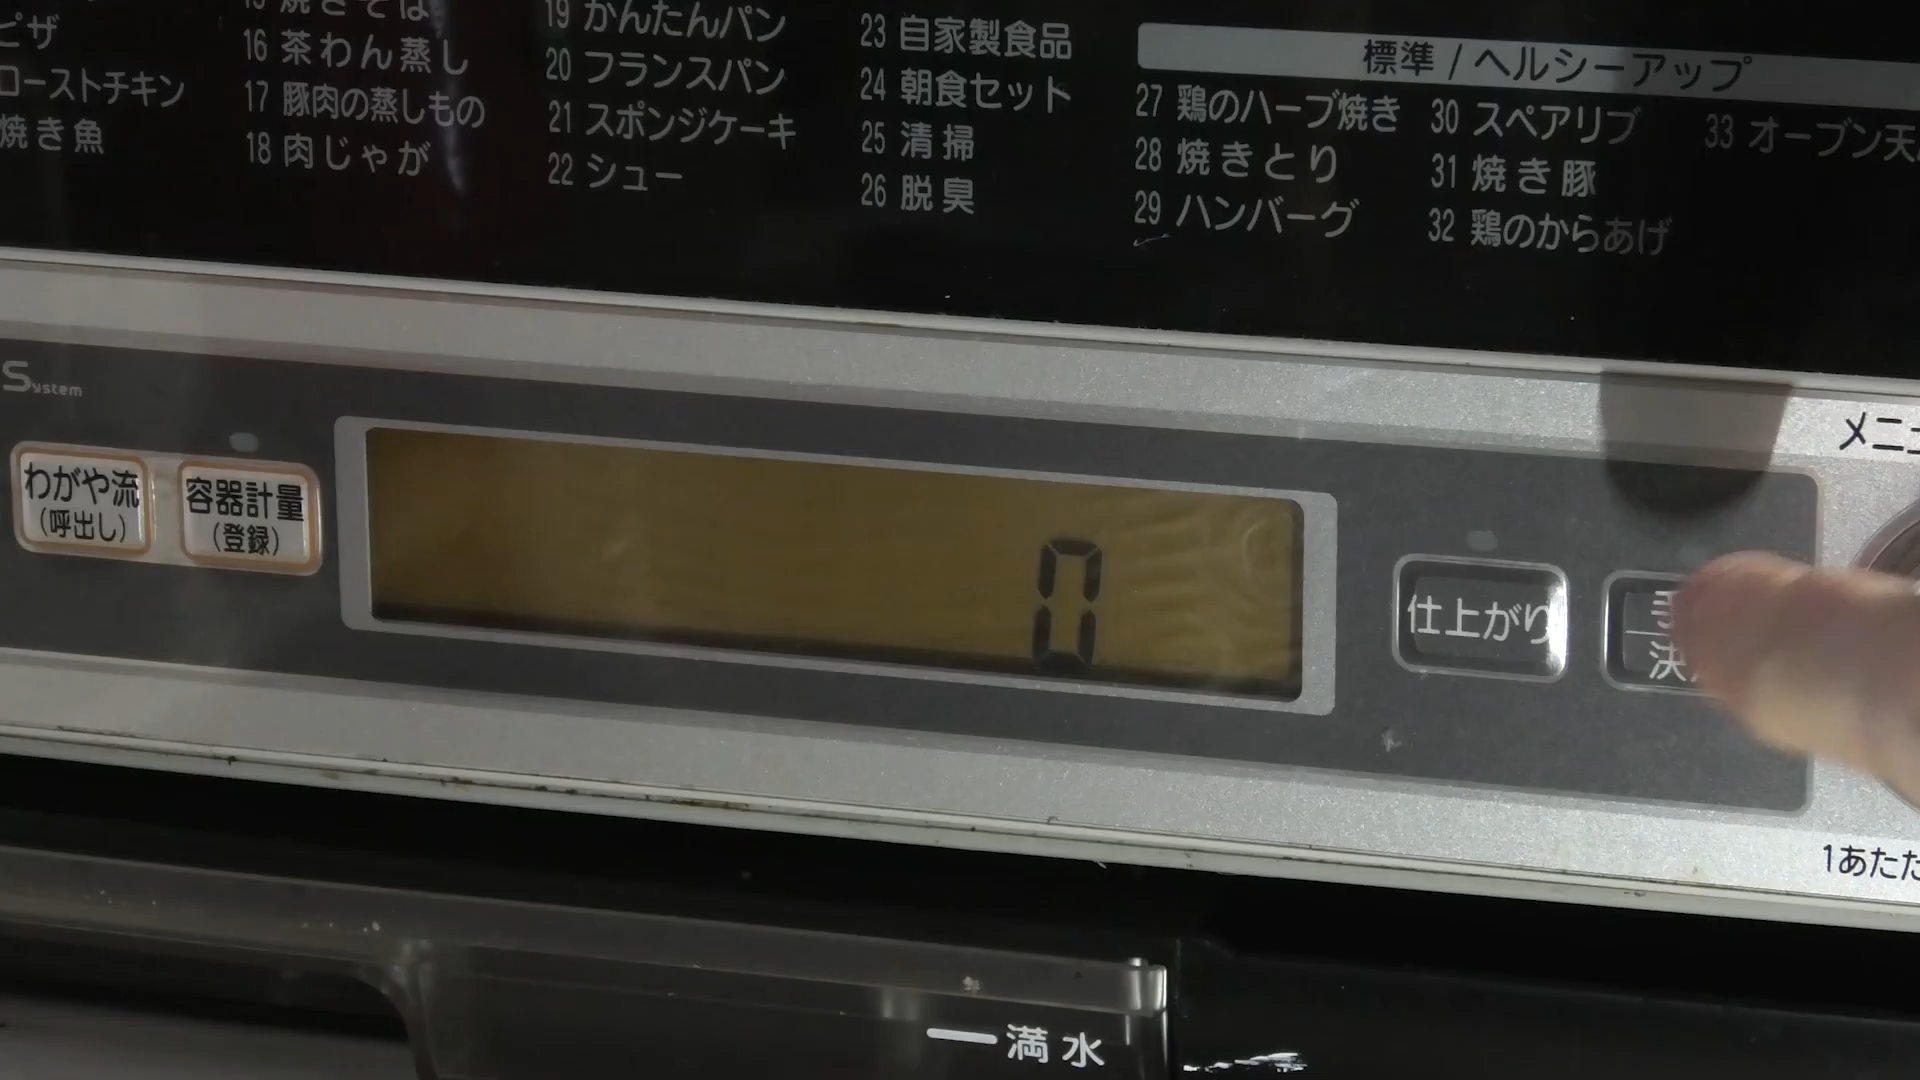 ピザ
ローストチキン
焼き魚
15 焼きそば
16 茶わん蒸し
17 豚肉の蒸しもの
18 肉じゃが
19 かんたんパン
20 フランスパン
21 スポンジケーキ
22 シュー
23 自家製食品
24 朝食セット
25 清掃
26 脱臭
標準 / ヘルシーアップ
27 鶏のハーブ焼き
28 焼きとり
29 ハンバーグ
30 スペアリブ
31 焼き豚
32 鶏のからあげ
33 オーブン天
System
わがや流
(呼出し)
容器計量
(登録)
0
仕上がり
手
決
メニュ
1あたた
満水